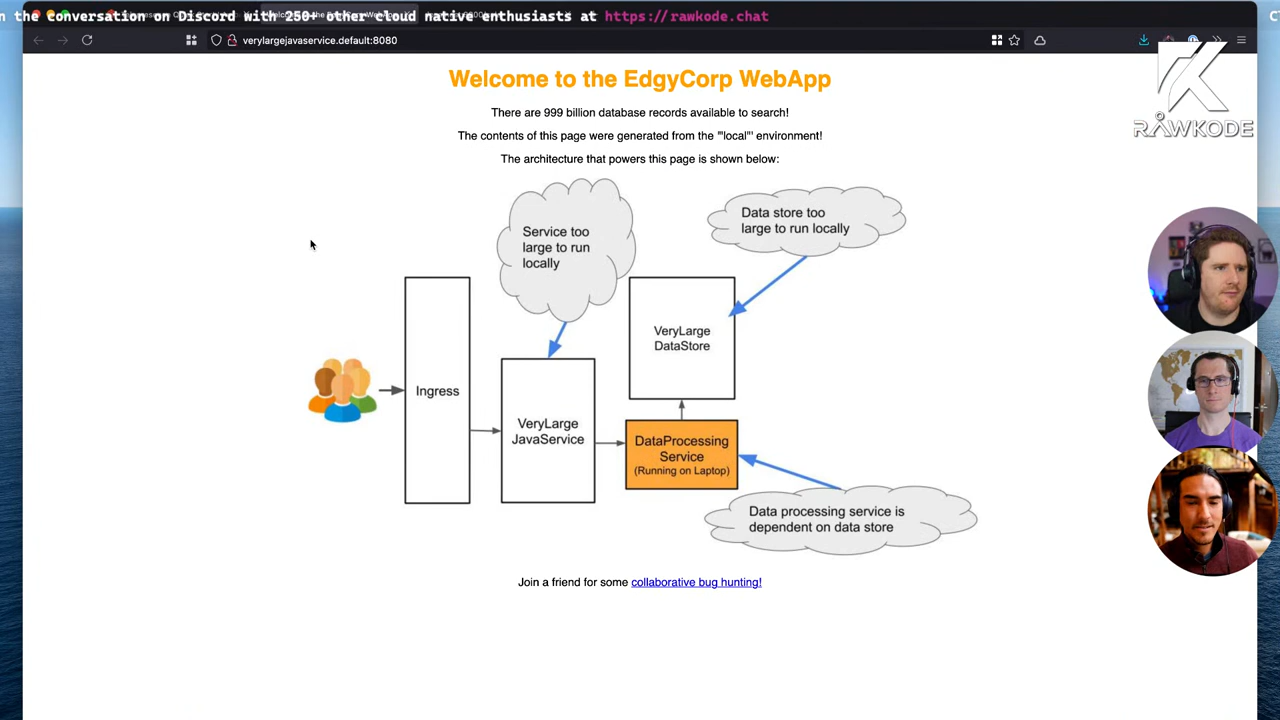 n the conversation on Discord with 250+ other cloud native enthusiasts at https://rawkode.chat
verylargejavaservice.default:8080
RAWKODE
Welcome to the EdgyCorp WebApp
There are 999 billion database records available to search!
The contents of this page were generated from the "'local"' environment!
The architecture that powers this page is shown below:
Service too
large to run
locally
Data store too
large to run locally
VeryLarge
DataStore
Ingress
VeryLarge
JavaService
DataProcessing
Service
(Running on Laptop)
Data processing service is
dependent on data store
Join a friend for some collaborative bug hunting!